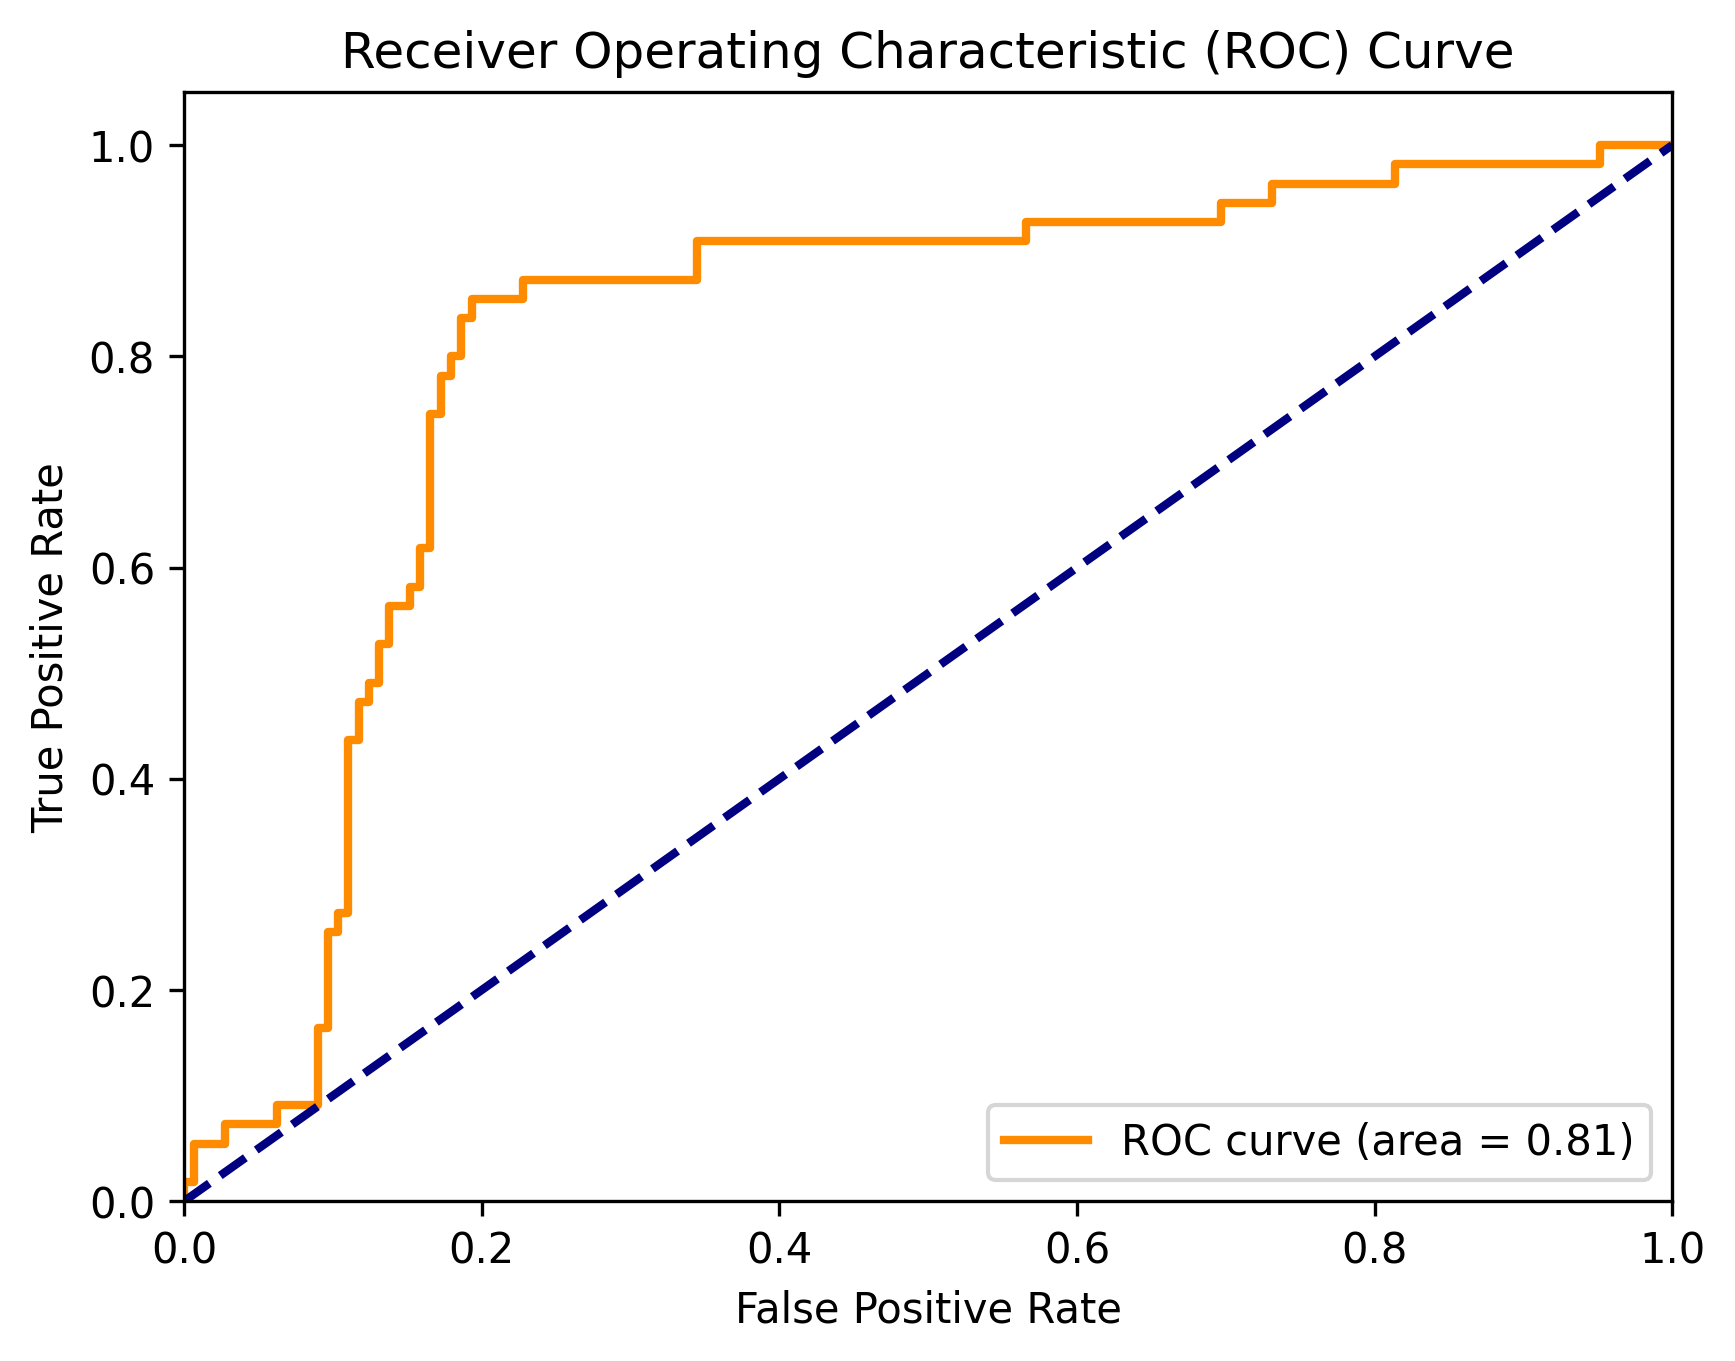 Receiver Operating Characteristic (ROC) Curve
1.0
0.8
0.6
0.4
0.2
0.0
True Positive Rate
ROC curve (area = 0.81)
0.0 0.2 0.4 0.6 0.8 1.0
False Positive Rate